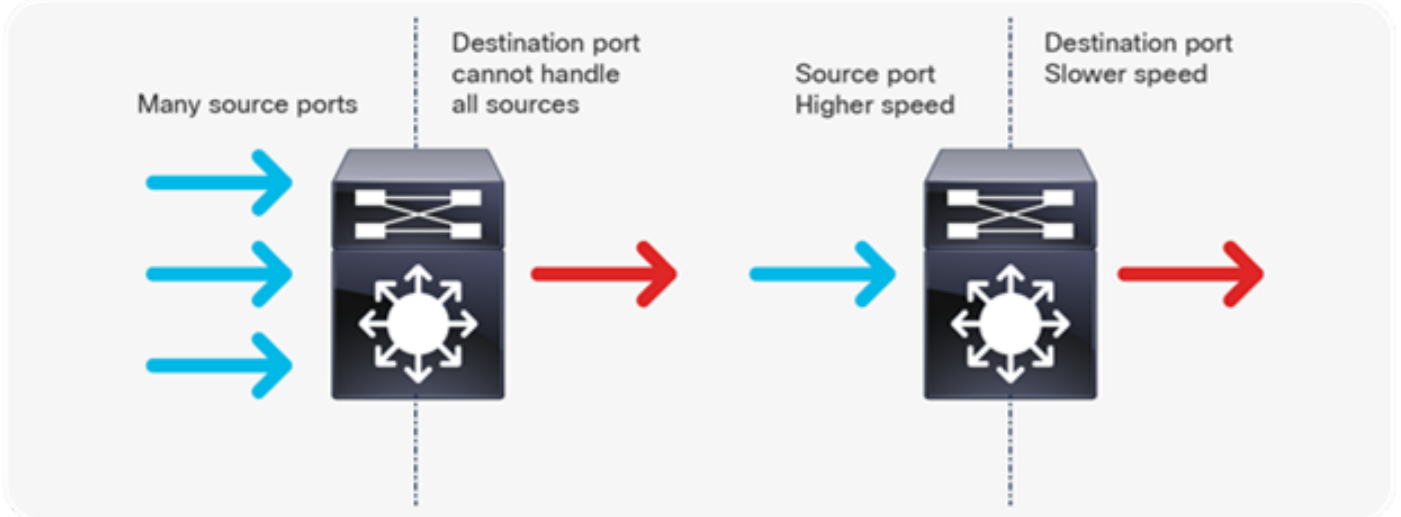 Many source ports
Destination port
cannot handle
all sources
Source port
Higher speed
Destination port
Slower speed